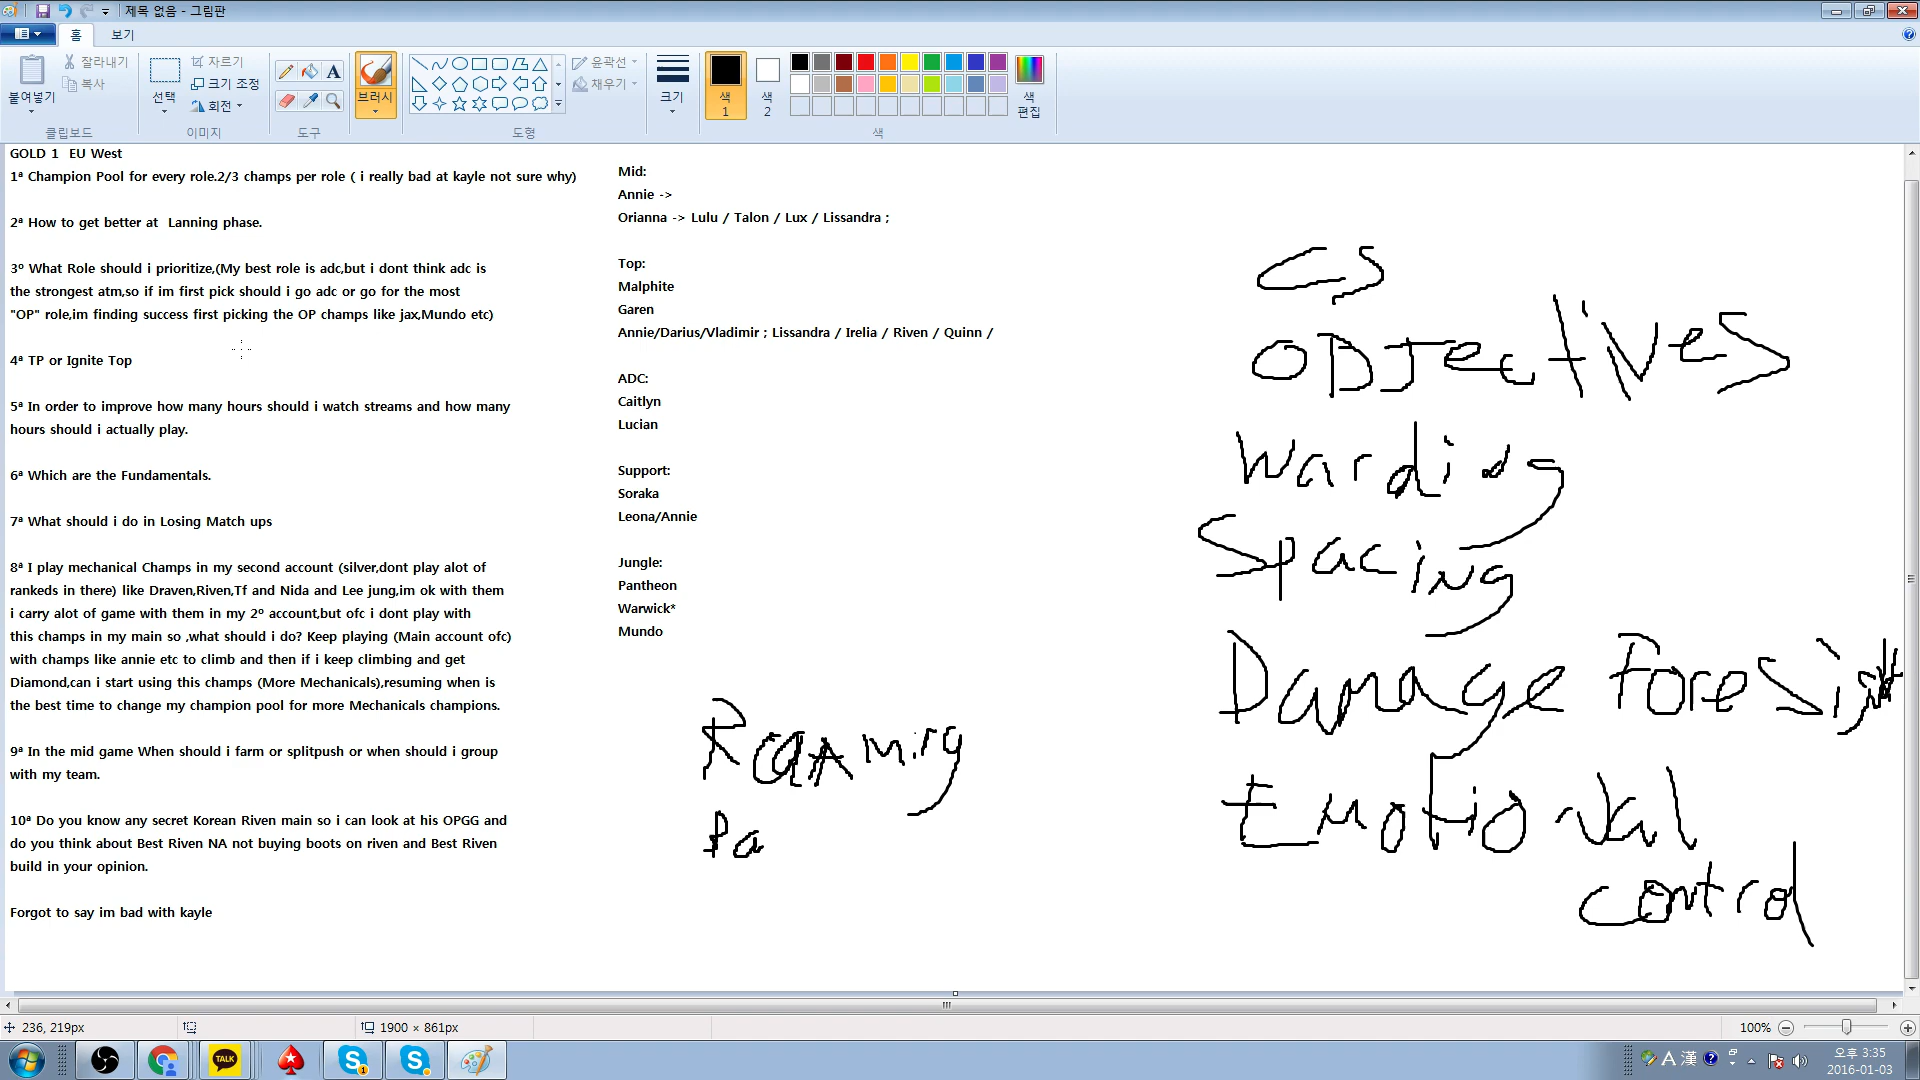 제목 없음 - 그림판
홈
보기
붙여넣기
잘라내기
복사
클립보드
선택
자르기
크기 조정
회전
이미지
A
도구
브러시
윤곽선
채우기
도형
크기
색
1
색
2
색
편집
색
GOLD 1 EU West
1ª Champion Pool for every role.2/3 champs per role ( i really bad at kayle not sure why)
2ª How to get better at Lanning phase.
3º What Role should i prioritize,(My best role is adc,but i dont think adc is
the strongest atm,so if im first pick should i go adc or go for the most
"OP" role,im finding success first picking the OP champs like jax,Mundo etc)
4ª TP or Ignite Top
5ª In order to improve how many hours should i watch streams and how many
hours should i actually play.
6ª Which are the Fundamentals.
7ª What should i do in Losing Match ups
8ª I play mechanical Champs in my second account (silver,dont play alot of
rankeds in there) like Draven,Riven,Tf and Nida and Lee jung,im ok with them
i carry alot of game with them in my 2º account,but ofc i dont play with
this champs in my main so ,what should i do? Keep playing (Main account ofc)
with champs like annie etc to climb and then if i keep climbing and get
Diamond,can i start using this champs (More Mechanicals),resuming when is
the best time to change my champion pool for more Mechanicals champions.
9ª In the mid game When should i farm or splitpush or when should i group
with my team.
10ª Do you know any secret Korean Riven main so i can look at his OPGG and
do you think about Best Riven NA not buying boots on riven and Best Riven
build in your opinion.
Forgot to say im bad with kayle
Mid:
Annie ->
Orianna -> Lulu / Talon / Lux / Lissandra ;
Top:
Malphite
Garen
Annie/Darius/Vladimir ; Lissandra / Irelia / Riven / Quinn /
ADC:
Caitlyn
Lucian
Support:
Soraka
Leona/Annie
Jungle:
Pantheon
Warwick*
Mundo
Roaming
Pa
CS
OBJectives
Warding
Spacing
Damage Foresight
Emotional
control
236, 219px
1900 × 861px
100%
TALK
A 漢
오후 3:35
2016-01-03